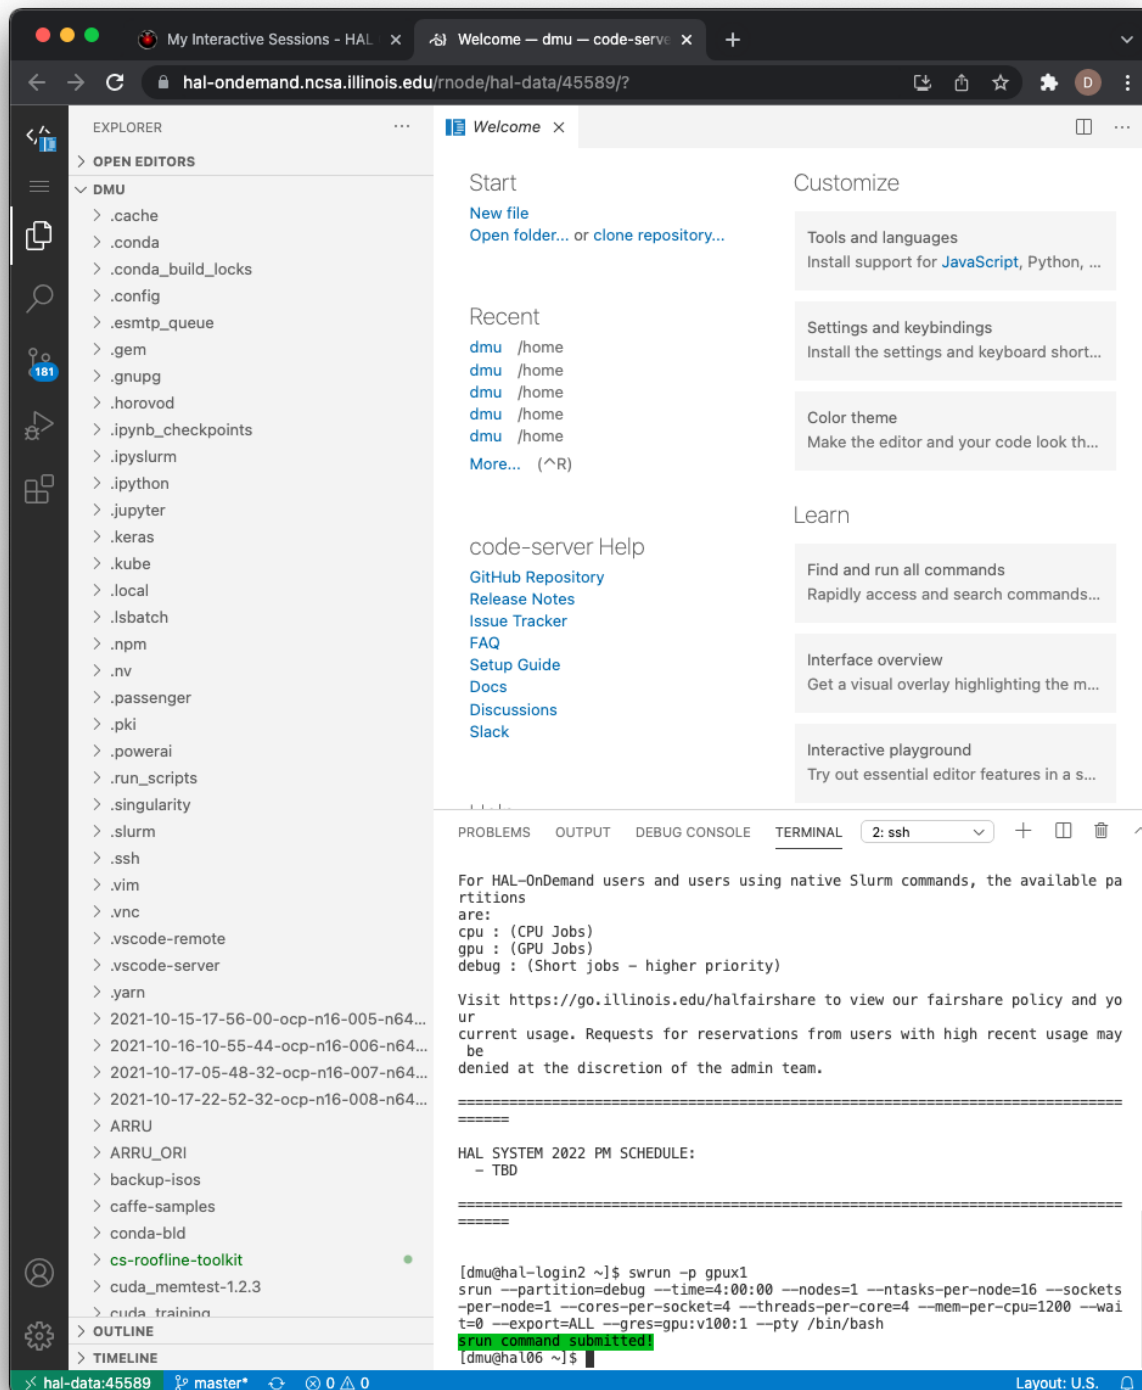 My Interactive Sessions - HAL
Welcome — dmu — code-serve
hal-ondemand.ncsa.illinois.edu/rnode/hal-data/45589/?
D
EXPLORER
OPEN EDITORS
DMU
.cache
.conda
.conda_build_locks
.config
.esmtp_queue
.gem
.gnupg
.horovod
.ipynb_checkpoints
.ipyslurm
.ipython
.jupyter
.keras
.kube
.local
.lsbatch
.npm
.nv
.passenger
.pki
.powerai
.run_scripts
.singularity
.slurm
.ssh
.vim
.vnc
.vscode-remote
.vscode-server
.yarn
2021-10-15-17-56-00-ocp-n16-005-n64...
2021-10-16-10-55-44-ocp-n16-006-n64...
2021-10-17-05-48-32-ocp-n16-007-n64...
2021-10-17-22-52-32-ocp-n16-008-n64...
ARRU
ARRU_ORI
backup-isos
caffe-samples
conda-bld
cs-roofline-toolkit
cuda_memtest-1.2.3
cuda_training
OUTLINE
TIMELINE
181
Welcome
Start
New file
Open folder... or clone repository...
Recent
dmu /home
dmu /home
dmu /home
dmu /home
dmu /home
More... (^R)
code-server Help
GitHub Repository
Release Notes
Issue Tracker
FAQ
Setup Guide
Docs
Discussions
Slack
Help
Customize
Tools and languages
Install support for JavaScript, Python, ...
Settings and keybindings
Install the settings and keyboard short...
Color theme
Make the editor and your code look th...
Learn
Find and run all commands
Rapidly access and search commands...
Interface overview
Get a visual overlay highlighting the m...
Interactive playground
Try out essential editor features in a s...
PROBLEMS OUTPUT DEBUG CONSOLE TERMINAL 2: ssh
For HAL-OnDemand users and users using native Slurm commands, the available pa
rtitions
are:
cpu : (CPU Jobs)
gpu : (GPU Jobs)
debug : (Short jobs - higher priority)
Visit https://go.illinois.edu/halfairshare to view our fairshare policy and yo
ur
current usage. Requests for reservations from users with high recent usage may
 be
denied at the discretion of the admin team.
==============================================================================
======
HAL SYSTEM 2022 PM SCHEDULE:
  - TBD
==============================================================================
======
[dmu@hal-login2 ~]$ swrun -p gpux1
srun --partition=debug --time=4:00:00 --nodes=1 --ntasks-per-node=16 --sockets
-per-node=1 --cores-per-socket=4 --threads-per-core=4 --mem-per-cpu=1200 --wai
t=0 --export=ALL --gres=gpu:v100:1 --pty /bin/bash
srun command submitted!
[dmu@hal06 ~]$
hal-data:45589 master* 0 0 Layout: U.S.